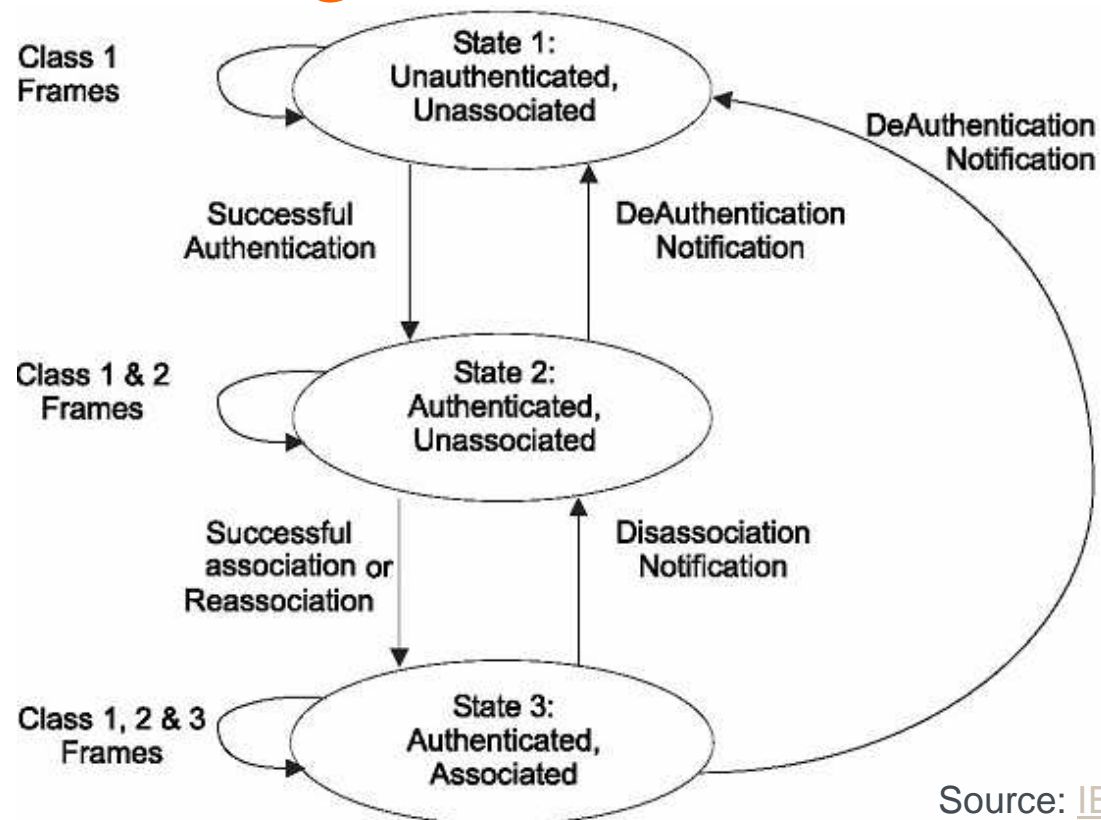 State 1:
Unauthenticated,
Unassociated
Class 1
Frames
DeAuthentication
Notification
Successful
Authentication
DeAuthentication
Notification
State 2:
Authenticated,
Unassociated
Class 1 & 2
Frames
Successful
association or
Reassociation
Disassociation
Notification
State 3:
Authenticated,
Associated
Class 1, 2 & 3
Frames
Source: